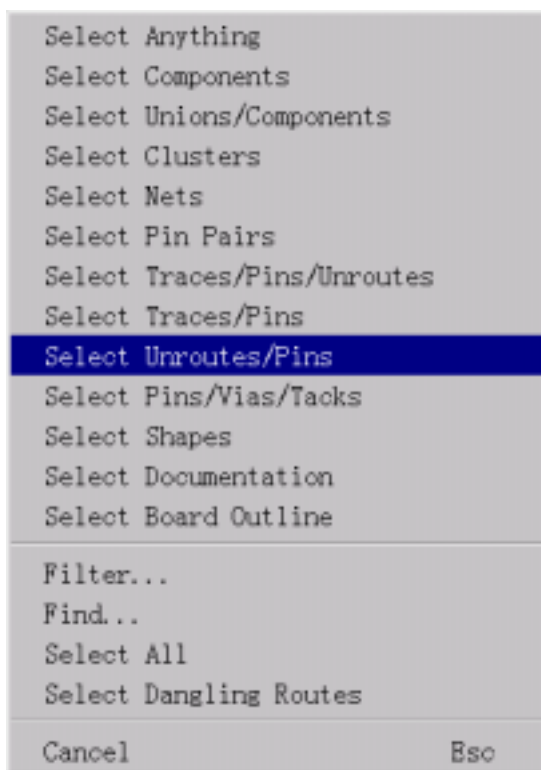 Select Anything
Select Components
Select Unions/Components
Select Clusters
Select Nets
Select Pin Pairs
Select Traces/Pins/Unroutes
Select Traces/Pins
Select Unroutes/Pins
Select Pins/Vias/Tacks
Select Shapes
Select Documentation
Select Board Outline
Filter...
Find...
Select All
Select Dangling Routes
Cancel Esc